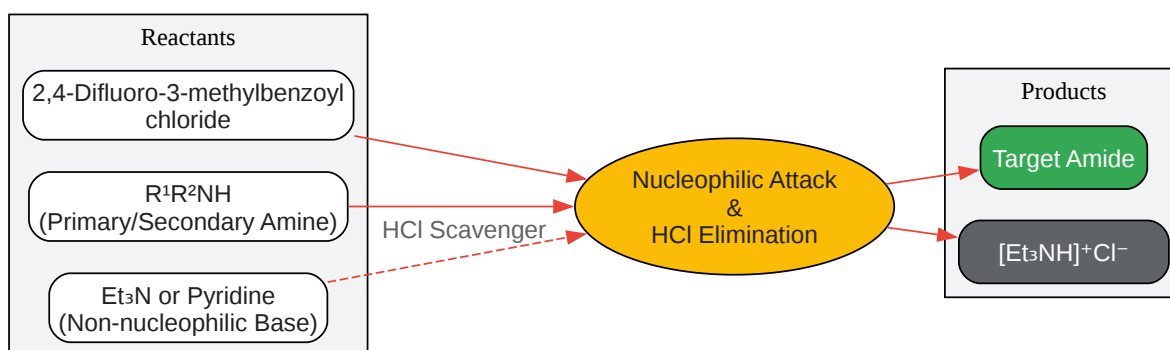 Reactants
2,4-Difluoro-3-methylbenzoyl
chloride
R¹R²NH
(Primary/Secondary Amine)
Et₃N or Pyridine
(Non-nucleophilic Base)
HCl Scavenger
Nucleophilic Attack
&
HCl Elimination
Products
Target Amide
[Et₃NH]⁺Cl⁻